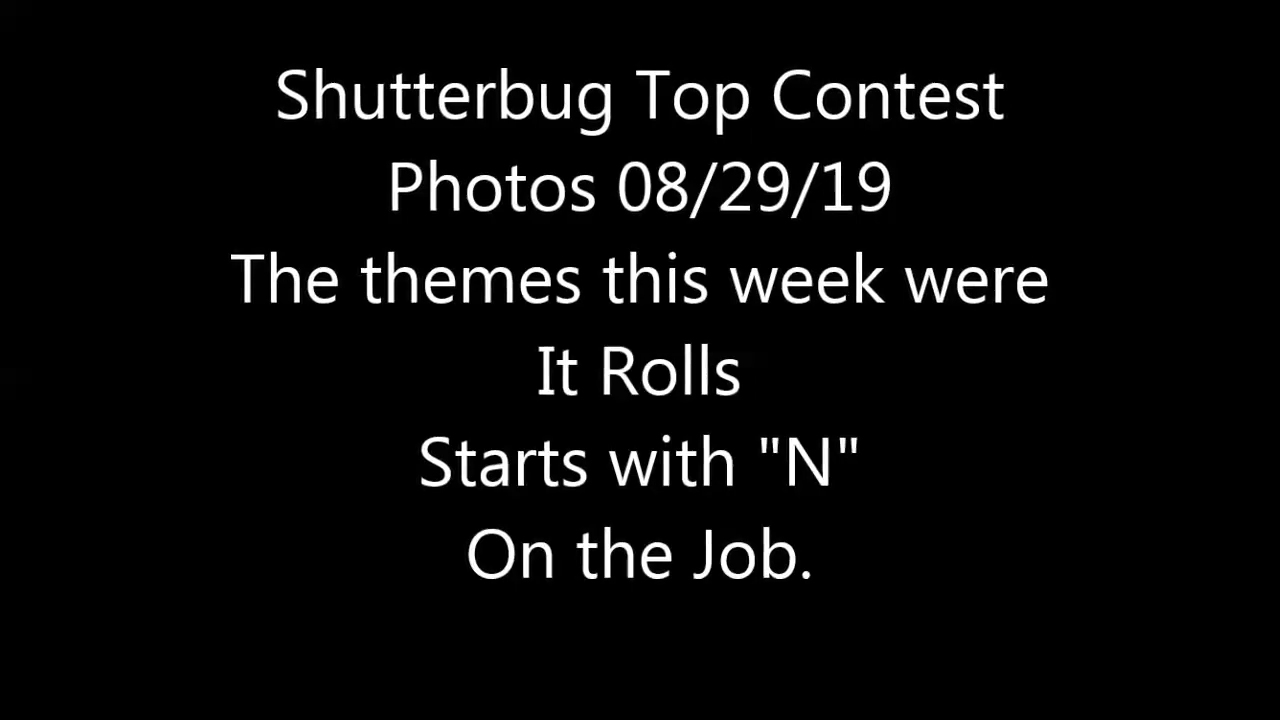 Shutterbug Top Contest
Photos 08/29/19
The themes this week were
It Rolls
Starts with "N"
On the Job.